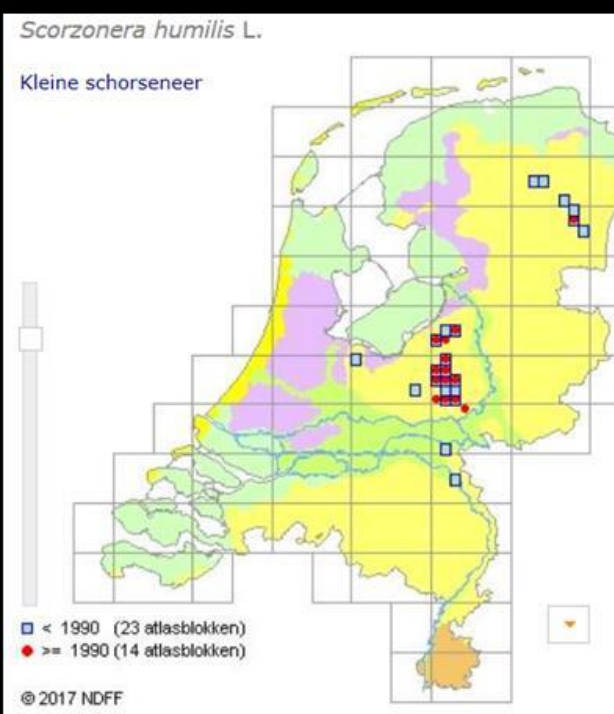 Scorzonera humilis L.
Kleine schorseneer
< 1990 (23 atlasblokken)
>= 1990 (14 atlasblokken)
© 2017 NDFF